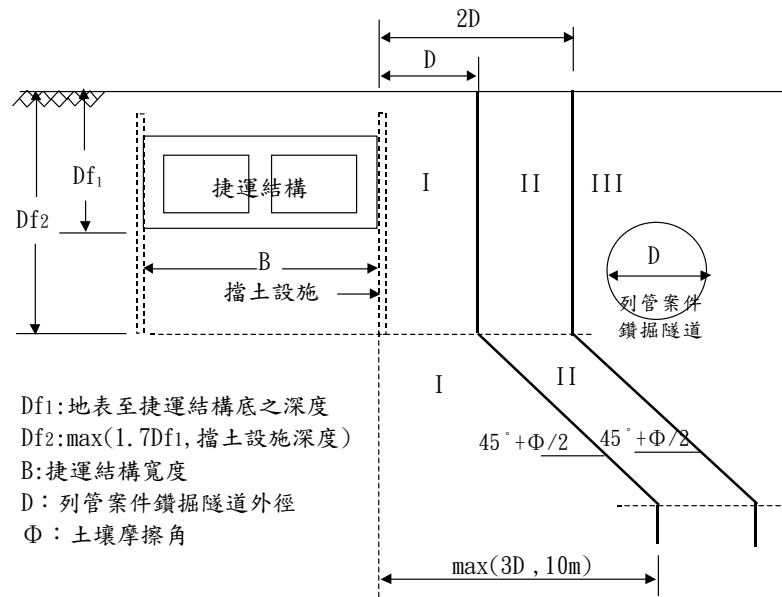 2D
D
Df1
Df2
捷運結構
I
II
III
B
擋土設施
D
列管案件
鑽掘隧道
I
II
45°+Φ/2
45°+Φ/2
Df1:地表至捷運結構底之深度
Df2:max(1.7Df1,擋土設施深度)
B:捷運結構寬度
D：列管案件鑽掘隧道外徑
Φ：土壤摩擦角
max(3D,10m)